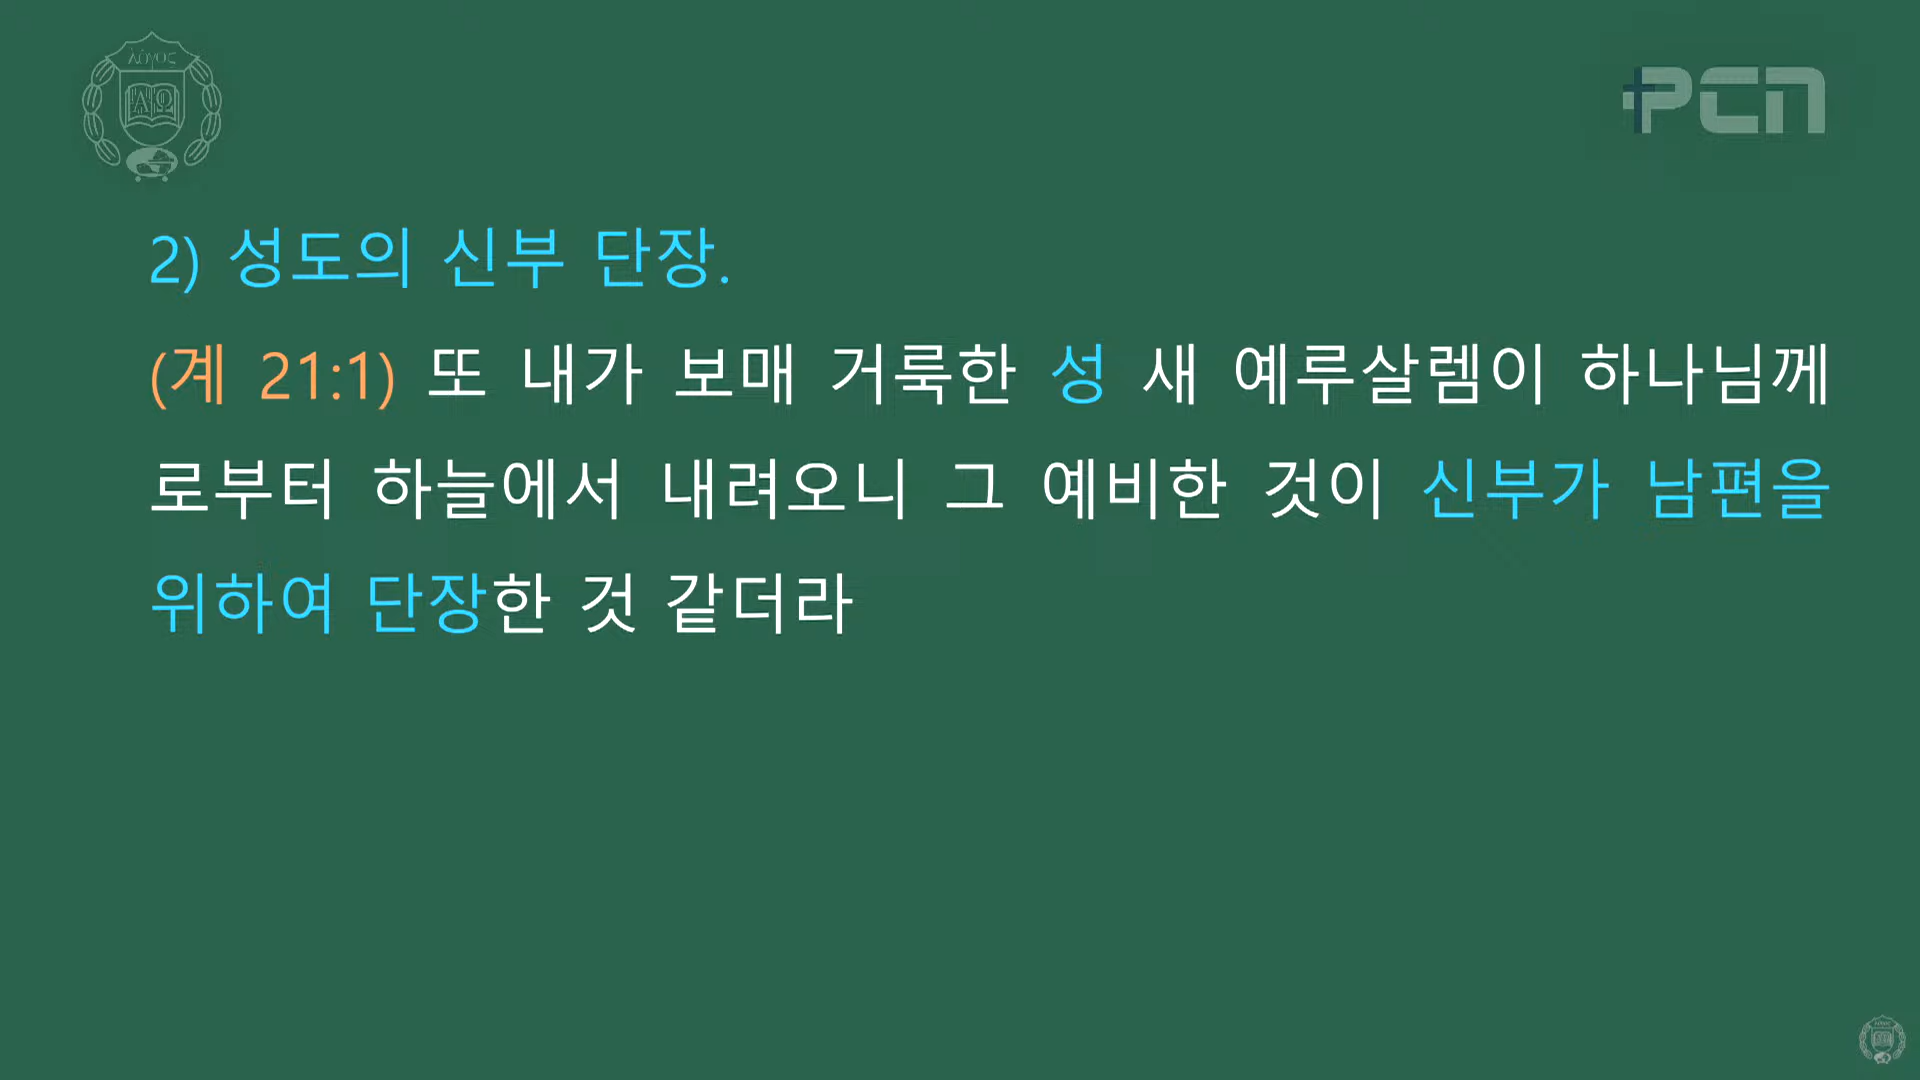 λόγος
ΑΩ
PCN
2) 성도의 신부 단장.
(계 21:1) 또 내가 보매 거룩한 성 새 예루살렘이 하나님께
로부터 하늘에서 내려오니 그 예비한 것이 신부가 남편을
위하여 단장한 것 같더라